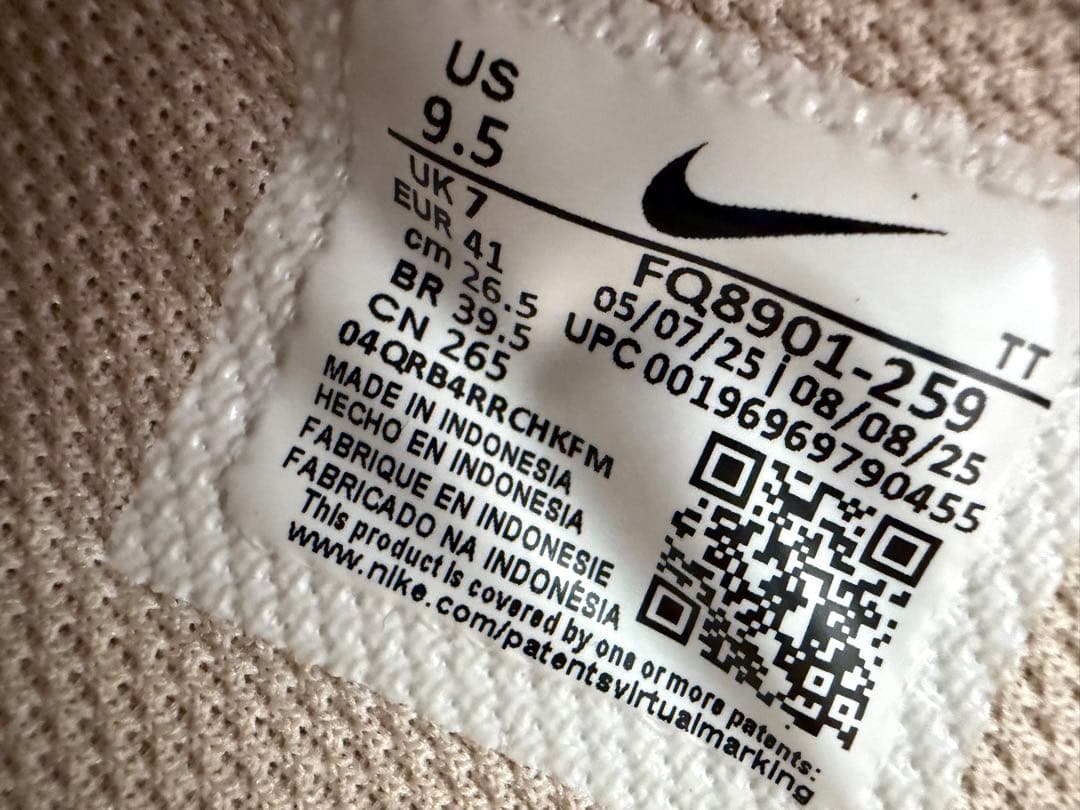 US
9.5
UK 7
EUR 41
cm 26.5
BR 39.5
CN 265
04QRB4RRCHKFM
MADE IN INDONESIA
HECHO EN INDONESIA
FABRIQUE EN INDONESIE
FABRICADO NA INDONÉSIA
This product is covered by one or more patents:
www.nike.com/patentsvirtualmarking
TT
FQ8901-259
05/07/25 | 08/08/25
UPC 00196969790455